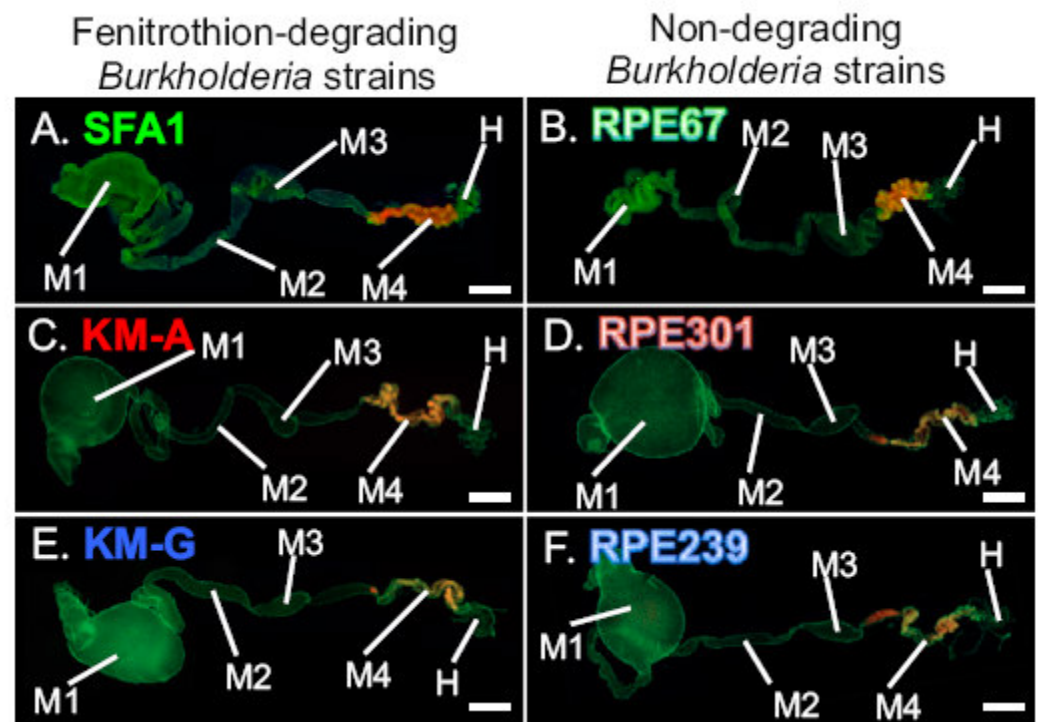 Fenitrothion-degrading
Burkholderia strains
Non-degrading
Burkholderia strains
A. SFA1
M3
H
M1
M2
M4
B. RPE67
M2
M3
H
M1
M4
C. KM-A
M1
M3
H
M2
M4
D. RPE301
M3
H
M1
M2
M4
E. KM-G
M3
M1
M2
M4
H
F. RPE239
M3
H
M1
M2
M4